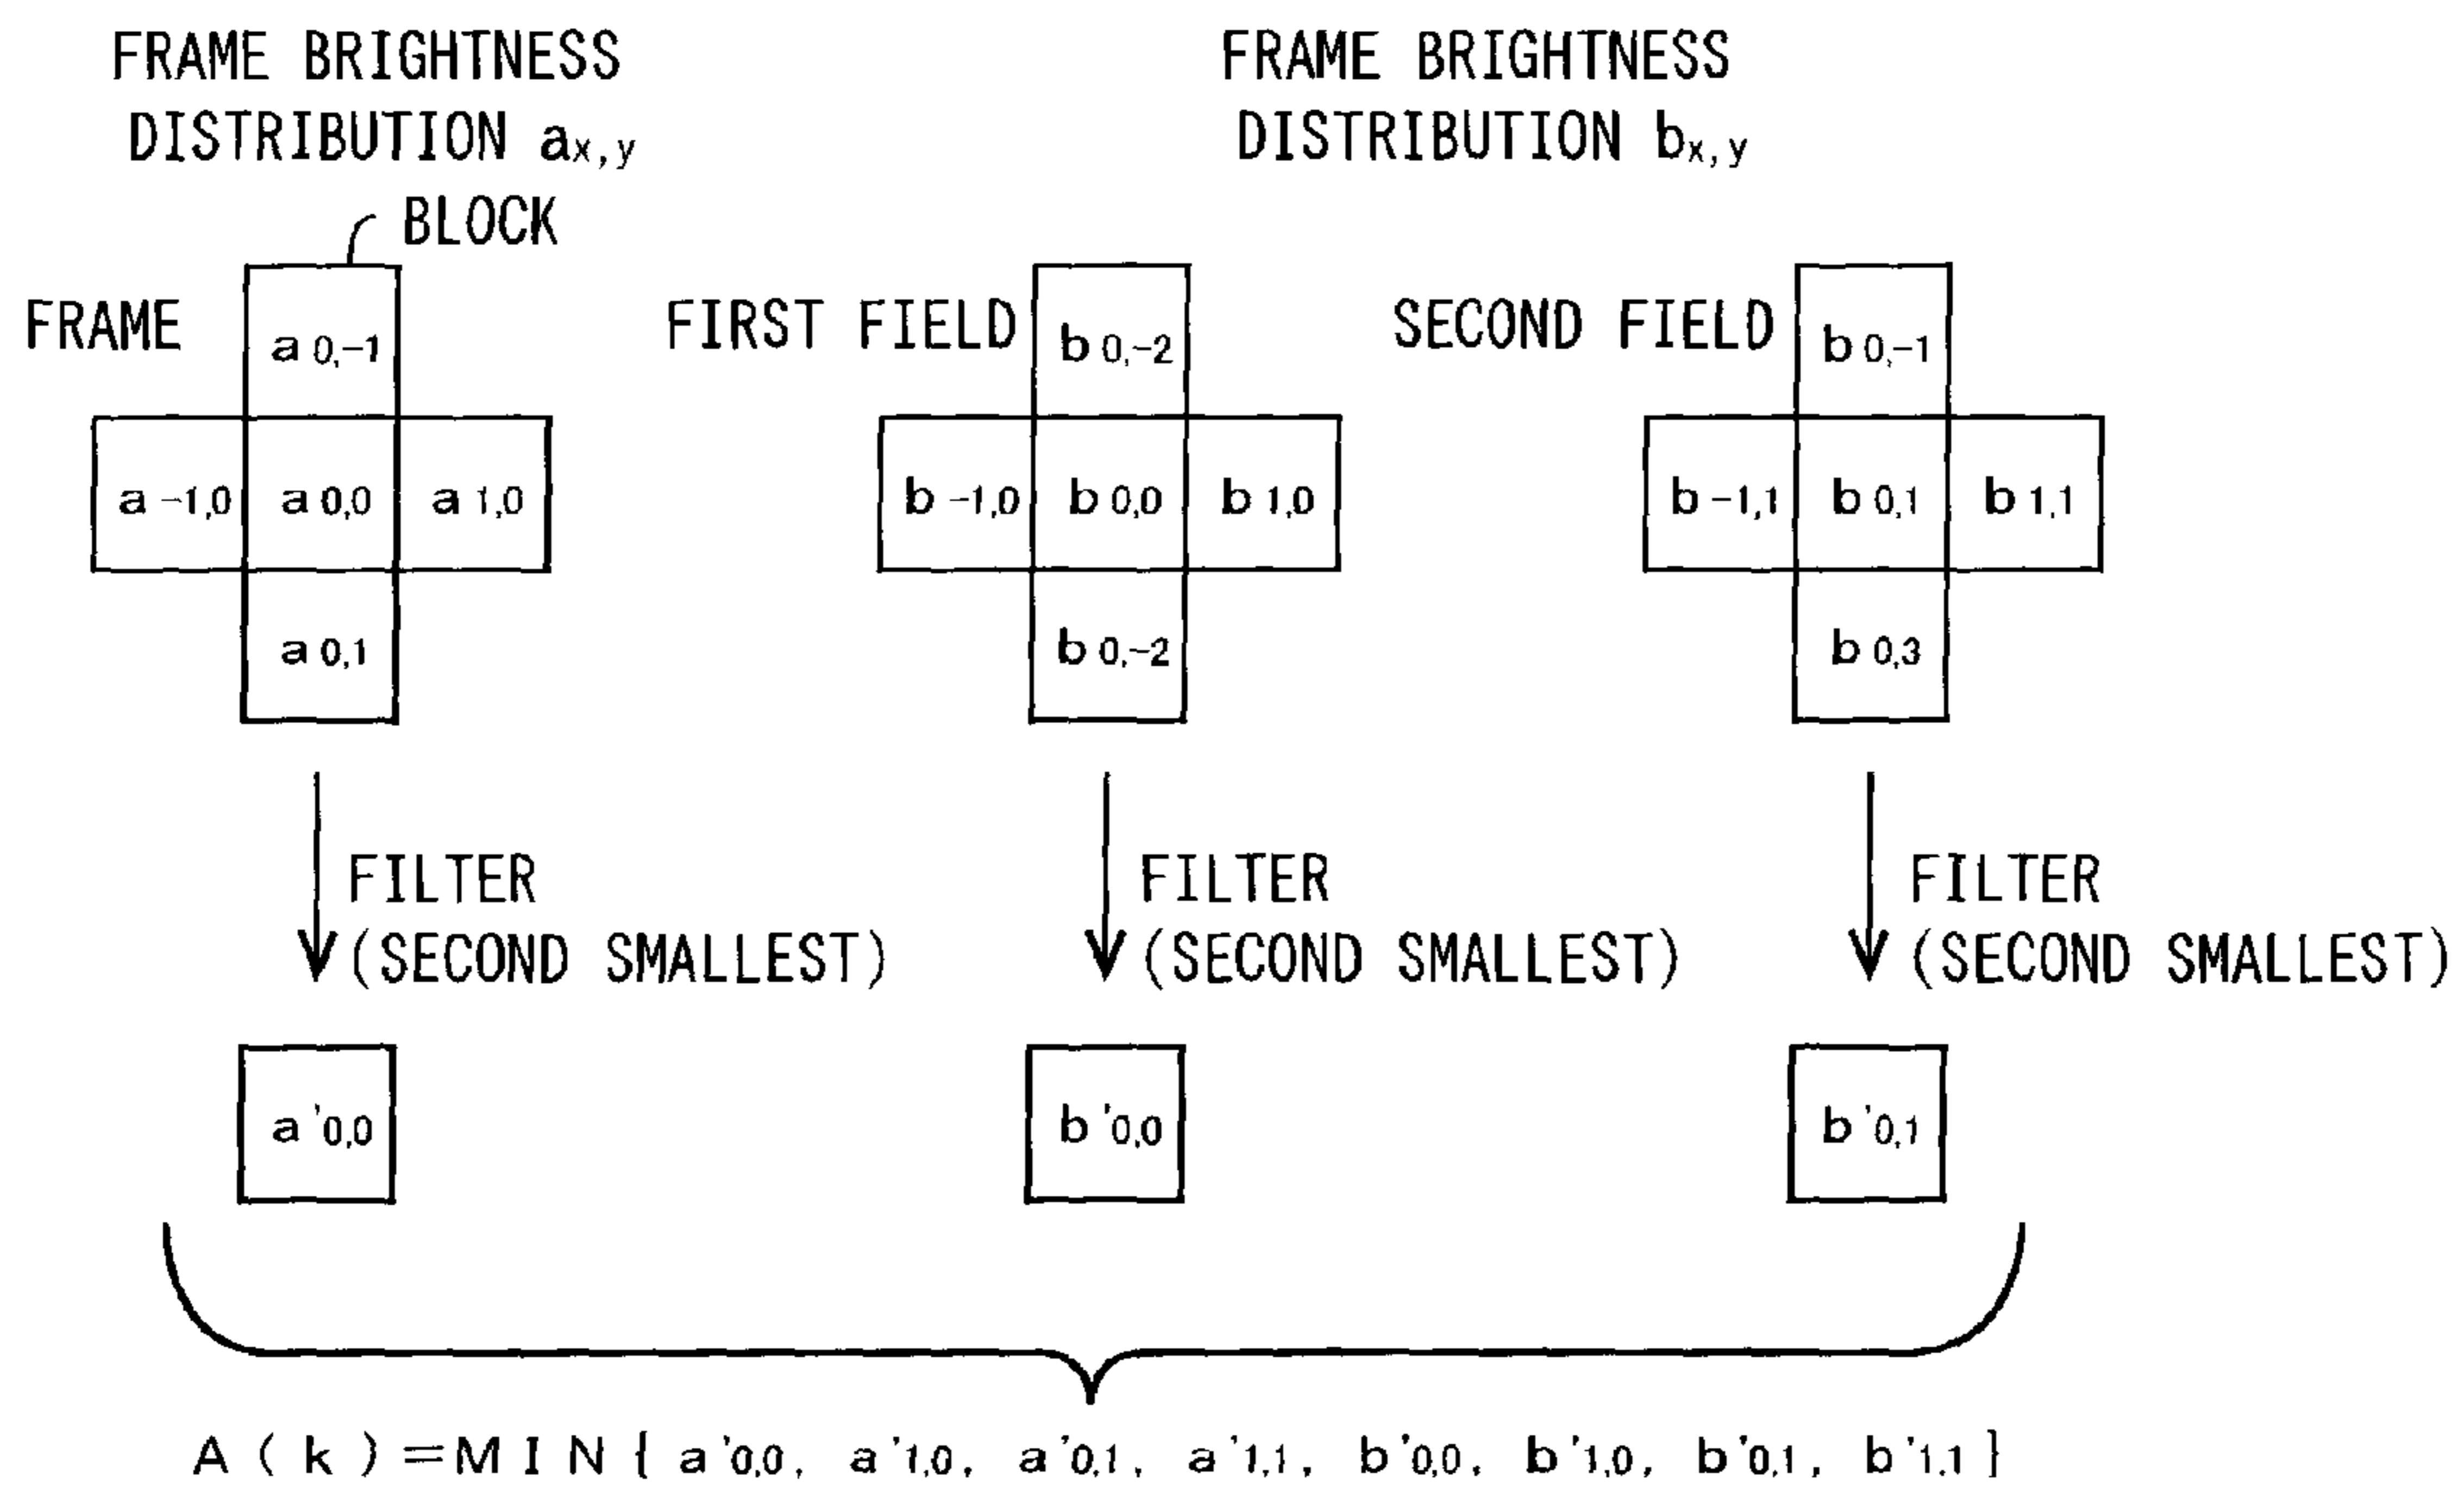 FRAME BRIGHTNESS
DISTRIBUTION ax,y
FRAME BRIGHTNESS
DISTRIBUTION bx,y
BLOCK
FRAME
a 0,-1
a -1,0
a 0,0
a 1,0
a 0,1
FIRST FIELD
b 0,-2
b -1,0
b 0,0
b 1,0
b 0,-2
SECOND FIELD
b 0,-1
b -1,1
b 0,1
b 1,1
b 0,3
FILTER
(SECOND SMALLEST)
FILTER
(SECOND SMALLEST)
FILTER
(SECOND SMALLEST)
a'0,0
b'0,0
b'0,1
A(k)=MIN{ a'0,0, a'1,0, a'0,1, a'1,1, b'0,0, b'1,0, b'0,1, b'1,1 }